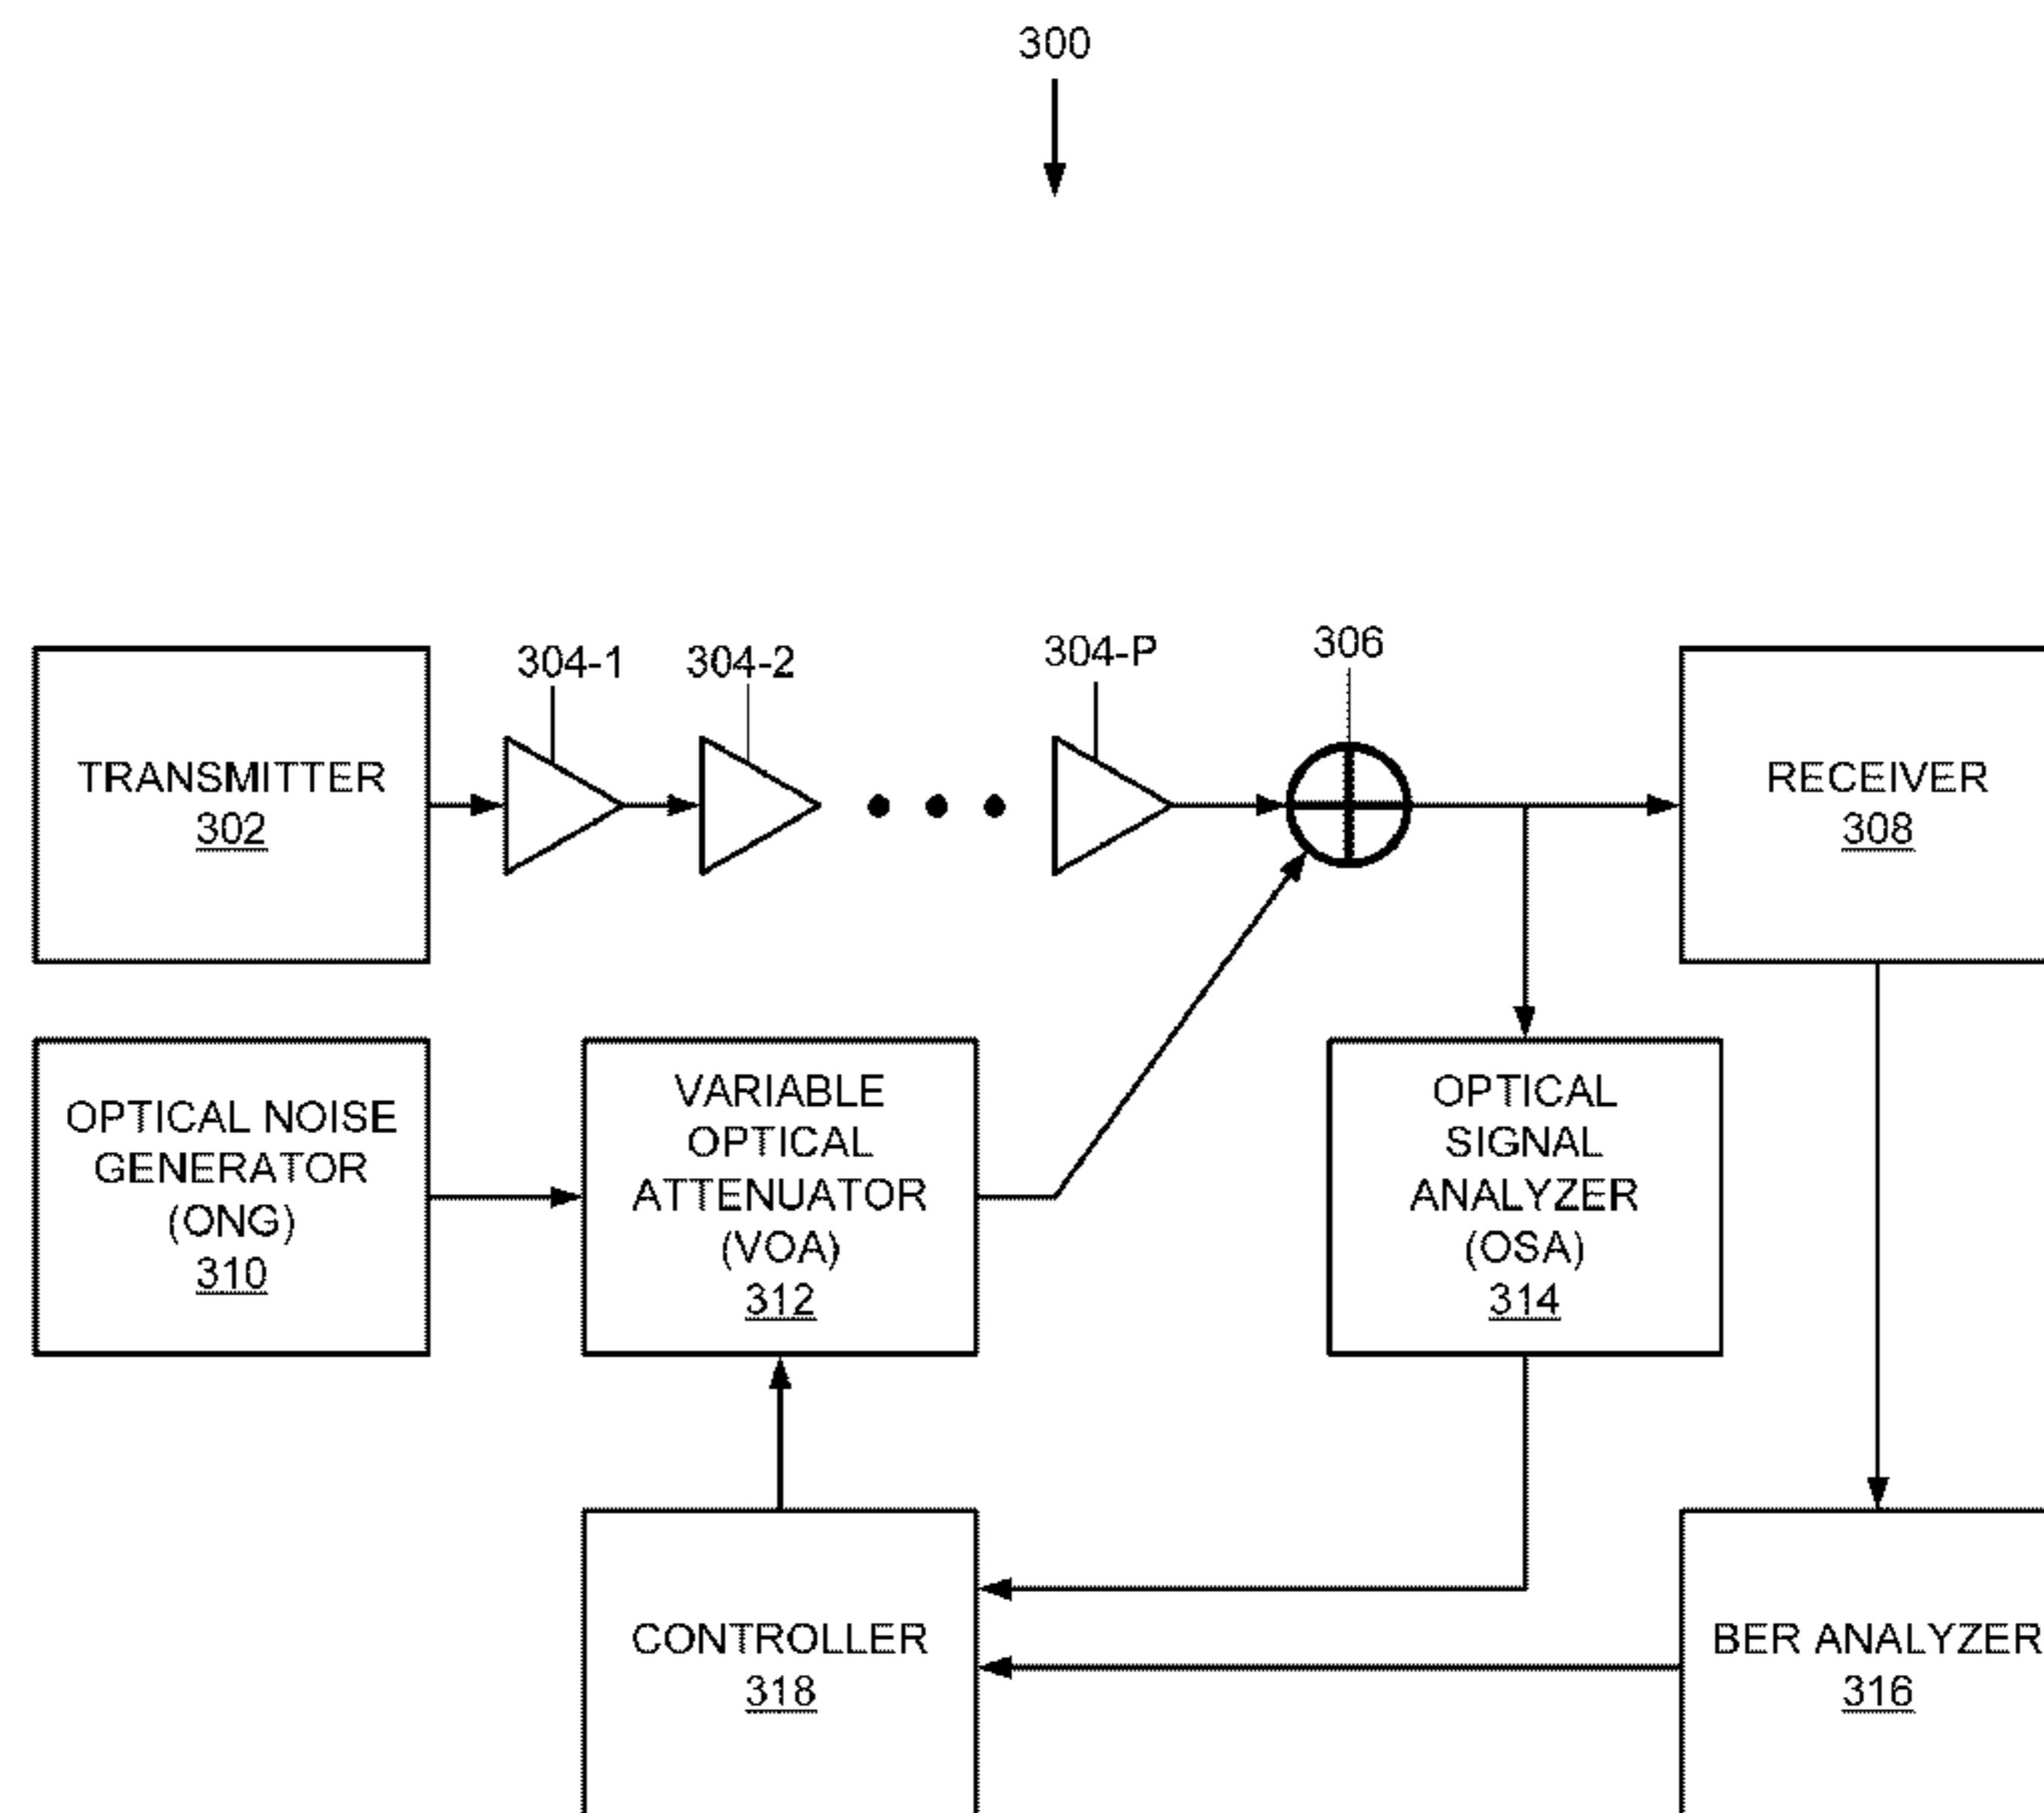 300
304-1
304-2
304-P
306
TRANSMITTER
302
RECEIVER
308
OPTICAL NOISE
GENERATOR
(ONG)
310
VARIABLE
OPTICAL
ATTENUATOR
(VOA)
312
OPTICAL
SIGNAL
ANALYZER
(OSA)
314
CONTROLLER
318
BER ANALYZER
316